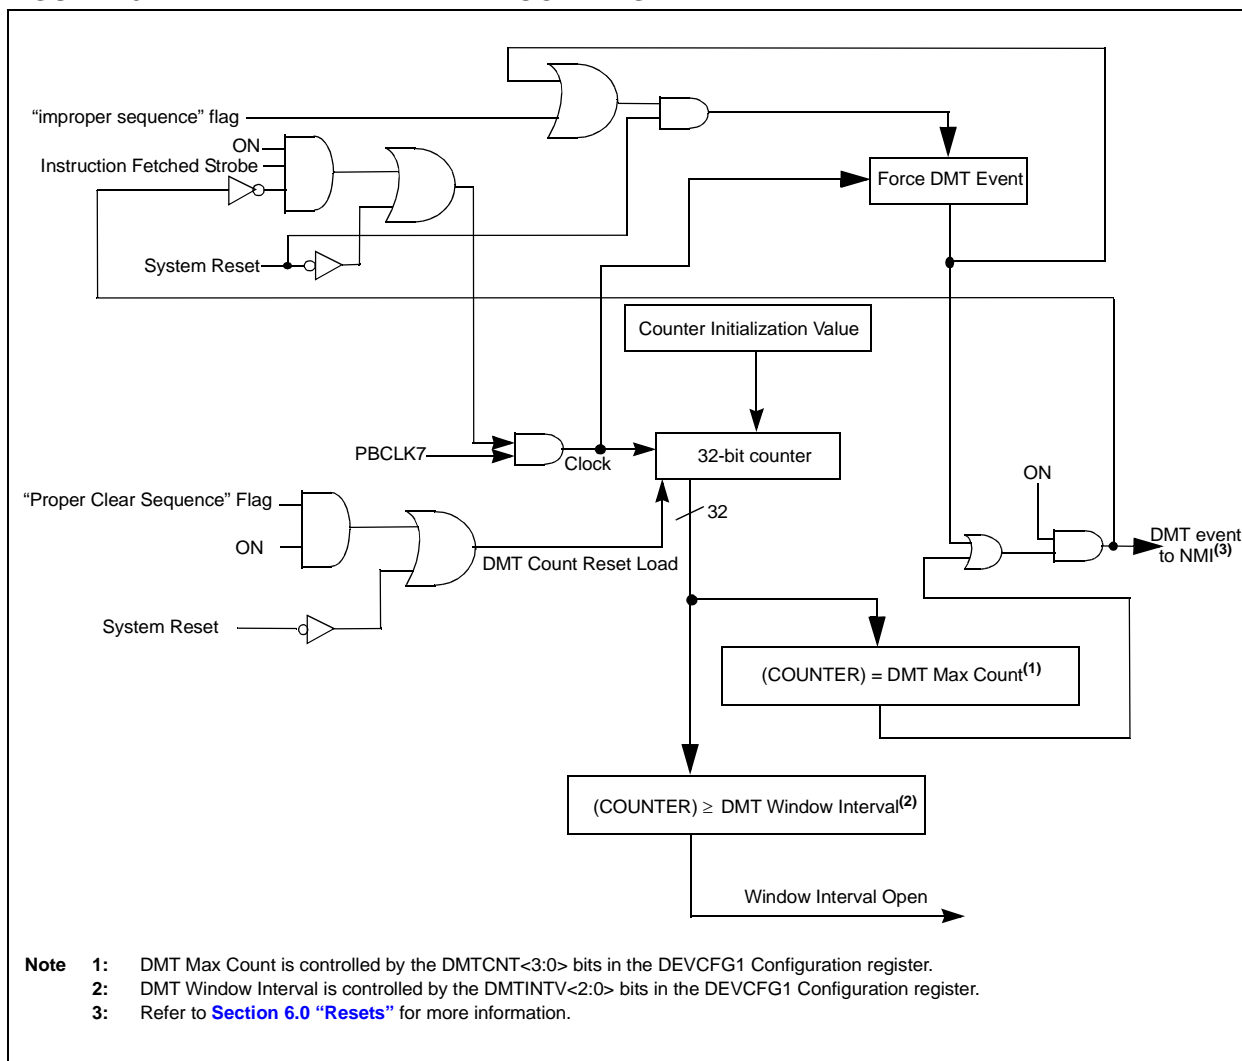 “improper sequence” flag
ON
Instruction Fetched Strobe
Force DMT Event
System Reset
Counter Initialization Value
PBCLK7
Clock
32-bit counter
ON
“Proper Clear Sequence” Flag
32
ON
DMT Count Reset Load
DMT event
to NMI(3)
System Reset
(COUNTER) = DMT Max Count(1)
(COUNTER) ≥ DMT Window Interval(2)
Window Interval Open
Note 1: DMT Max Count is controlled by the DMTCNT<3:0> bits in the DEVCFG1 Configuration register.
2: DMT Window Interval is controlled by the DMTINTV<2:0> bits in the DEVCFG1 Configuration register.
3: Refer to Section 6.0 “Resets” for more information.